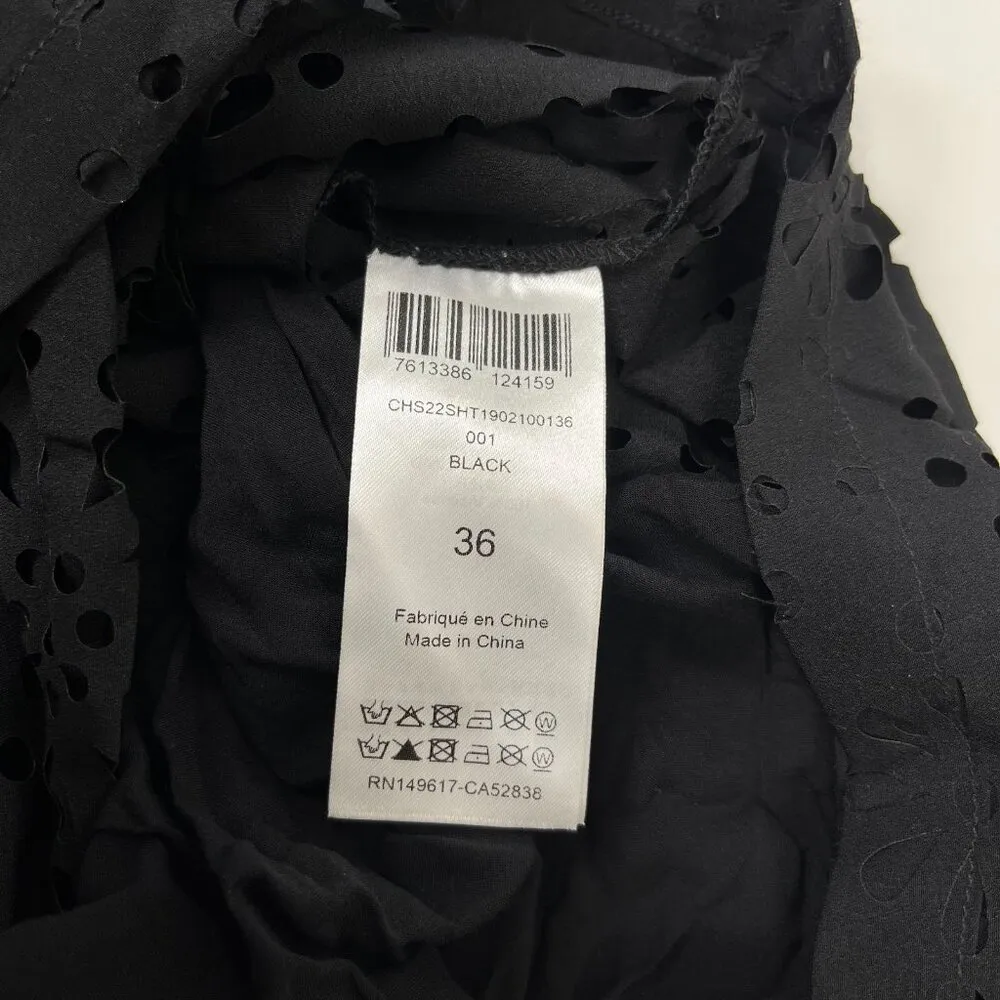 7613386 124159
CHS22SHT1902100136
001
BLACK
36
Fabriqué en Chine
Made in China
W
W
RN149617-CA52838